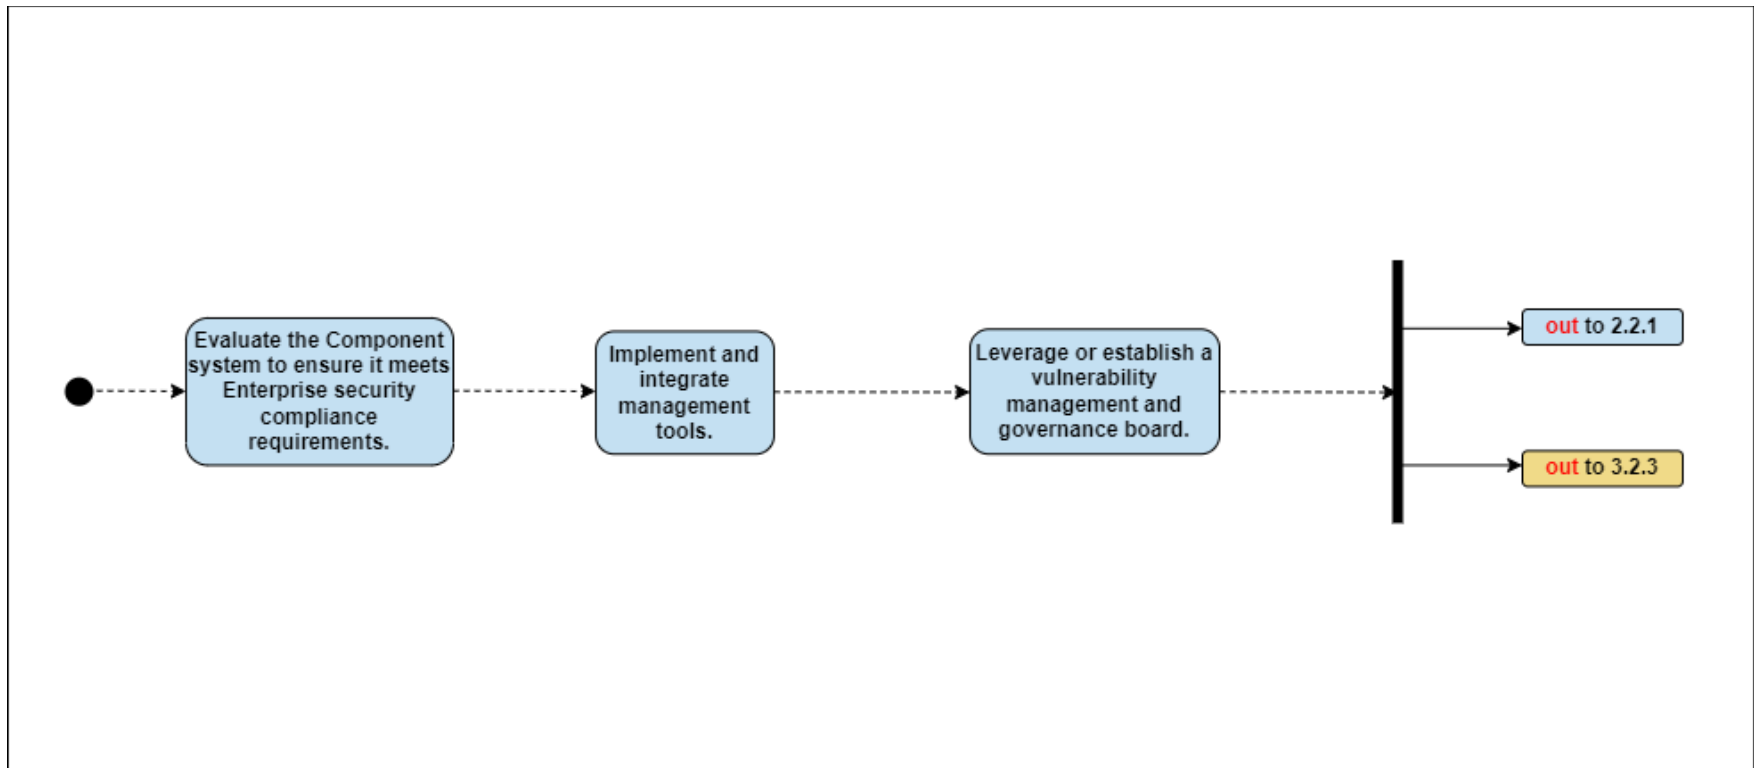 Evaluate the Component
system to ensure it meets
Enterprise security
compliance
requirements.
Implement and
integrate
management
tools.
Leverage or establish a
vulnerability
management and
governance board.
out to 2.2.1
out to 3.2.3